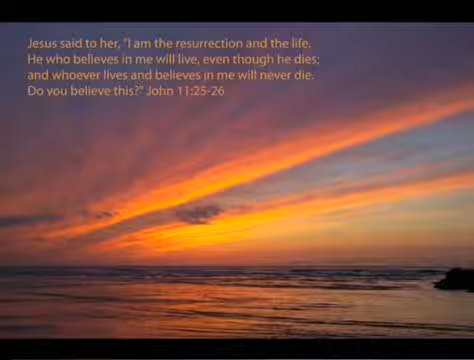 Jesus said to her, "I am the resurrection and the life.
He who believes in me will live, even though he dies;
and whoever lives and believes in me will never die.
Do you believe this?" John 11:25-26